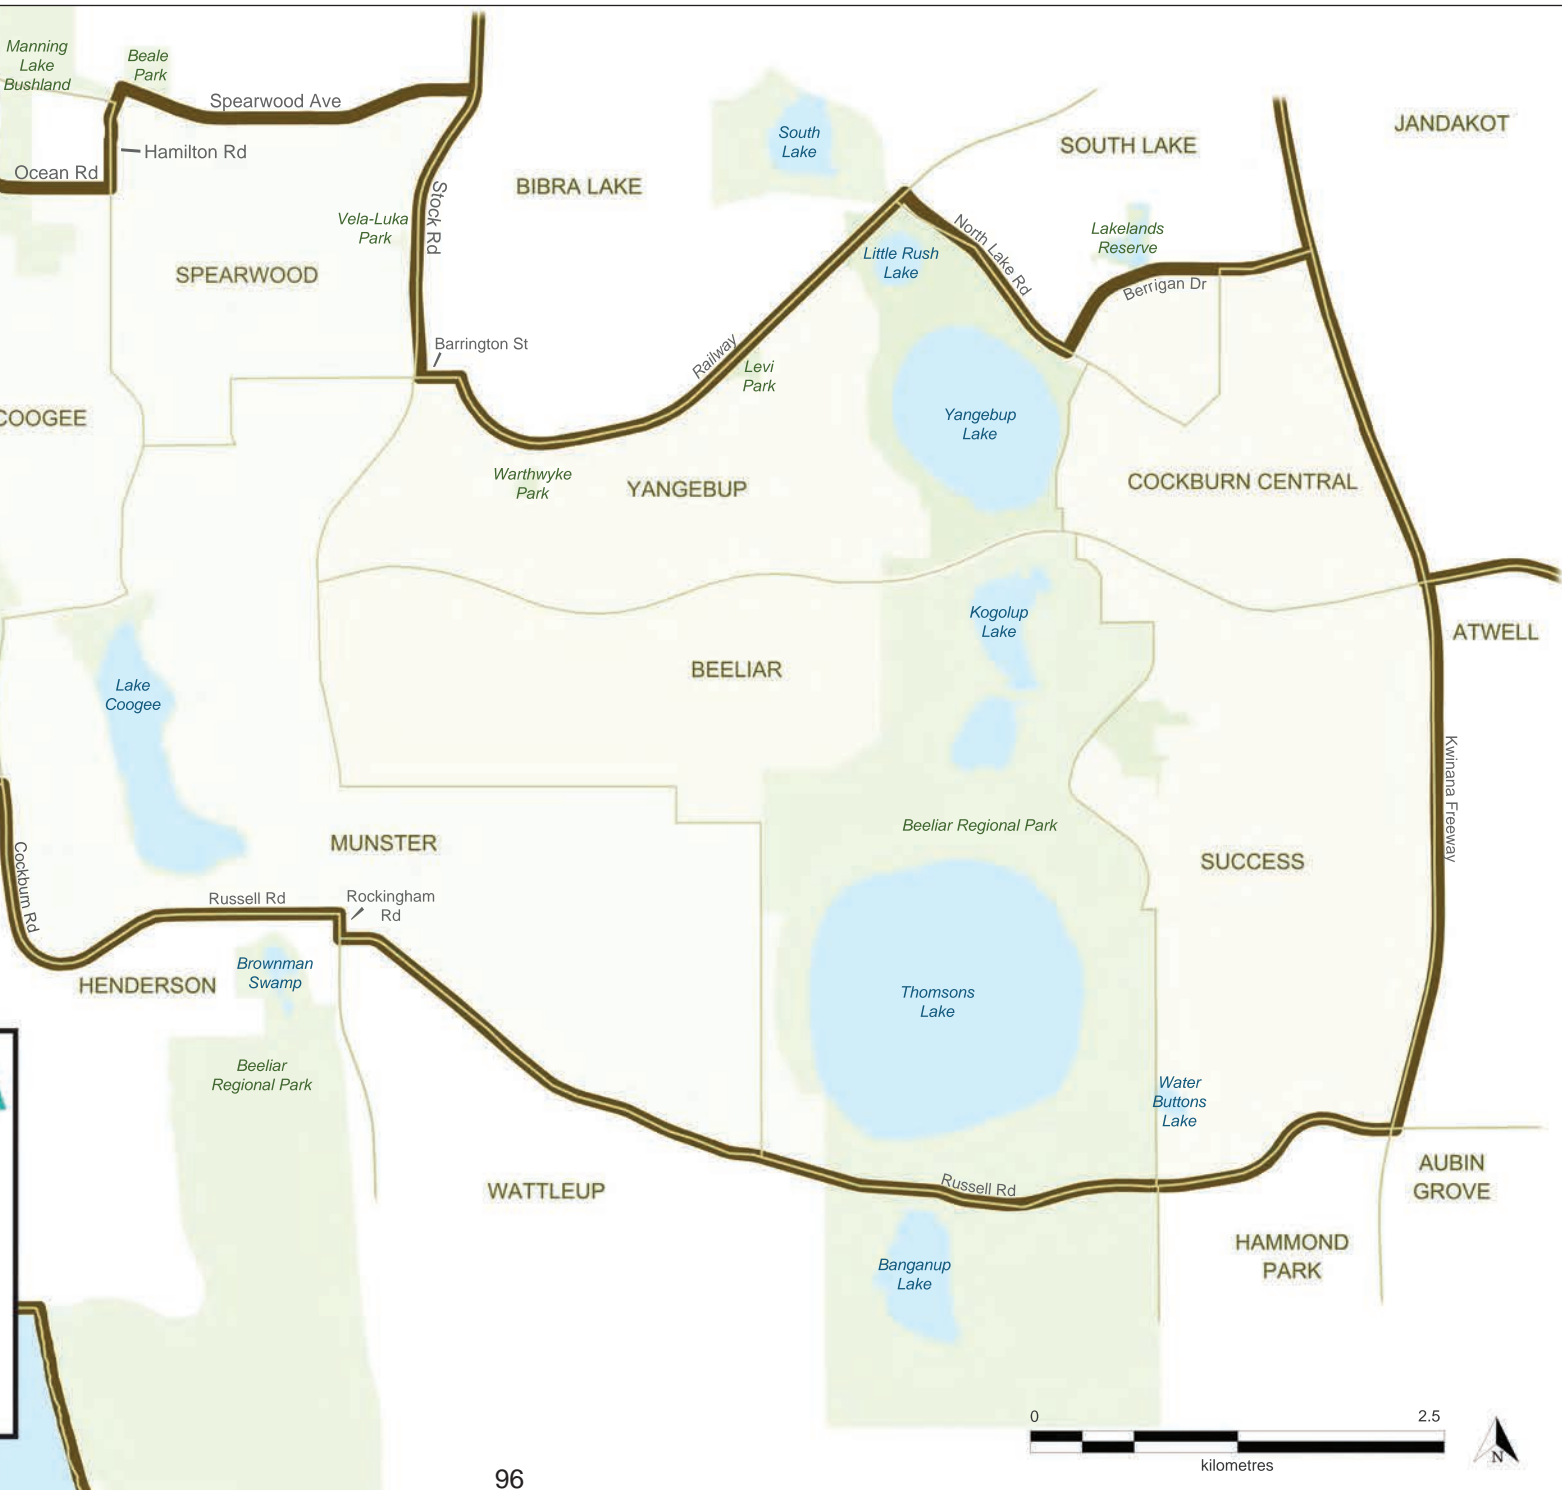 Manning
Lake
Bushland
Beale
Park
Spearwood Ave
Hamilton Rd
Ocean Rd
Stock Rd
Vela-Luka
Park
SPEARWOOD
BIBRA LAKE
South
Lake
SOUTH LAKE
JANDAKOT
North Lake Rd
Lakelands
Reserve
Little Rush
Lake
Berrigan Dr
Barrington St
Railway
Levi
Park
COOGEE
Yangebup
Lake
Warthwyke
Park
YANGEBUP
COCKBURN CENTRAL
Kogolup
Lake
ATWELL
BEELIAR
Lake
Coogee
Kwinana Freeway
Beeliar Regional Park
MUNSTER
SUCCESS
Cockburn Rd
Russell Rd
Rockingham
Rd
Brownman
Swamp
HENDERSON
Thomsons
Lake
Beeliar
Regional Park
Water
Buttons
Lake
Russell Rd
WATTLEUP
AUBIN
GROVE
HAMMOND
PARK
Banganup
Lake
0 2.5
kilometres
N
96